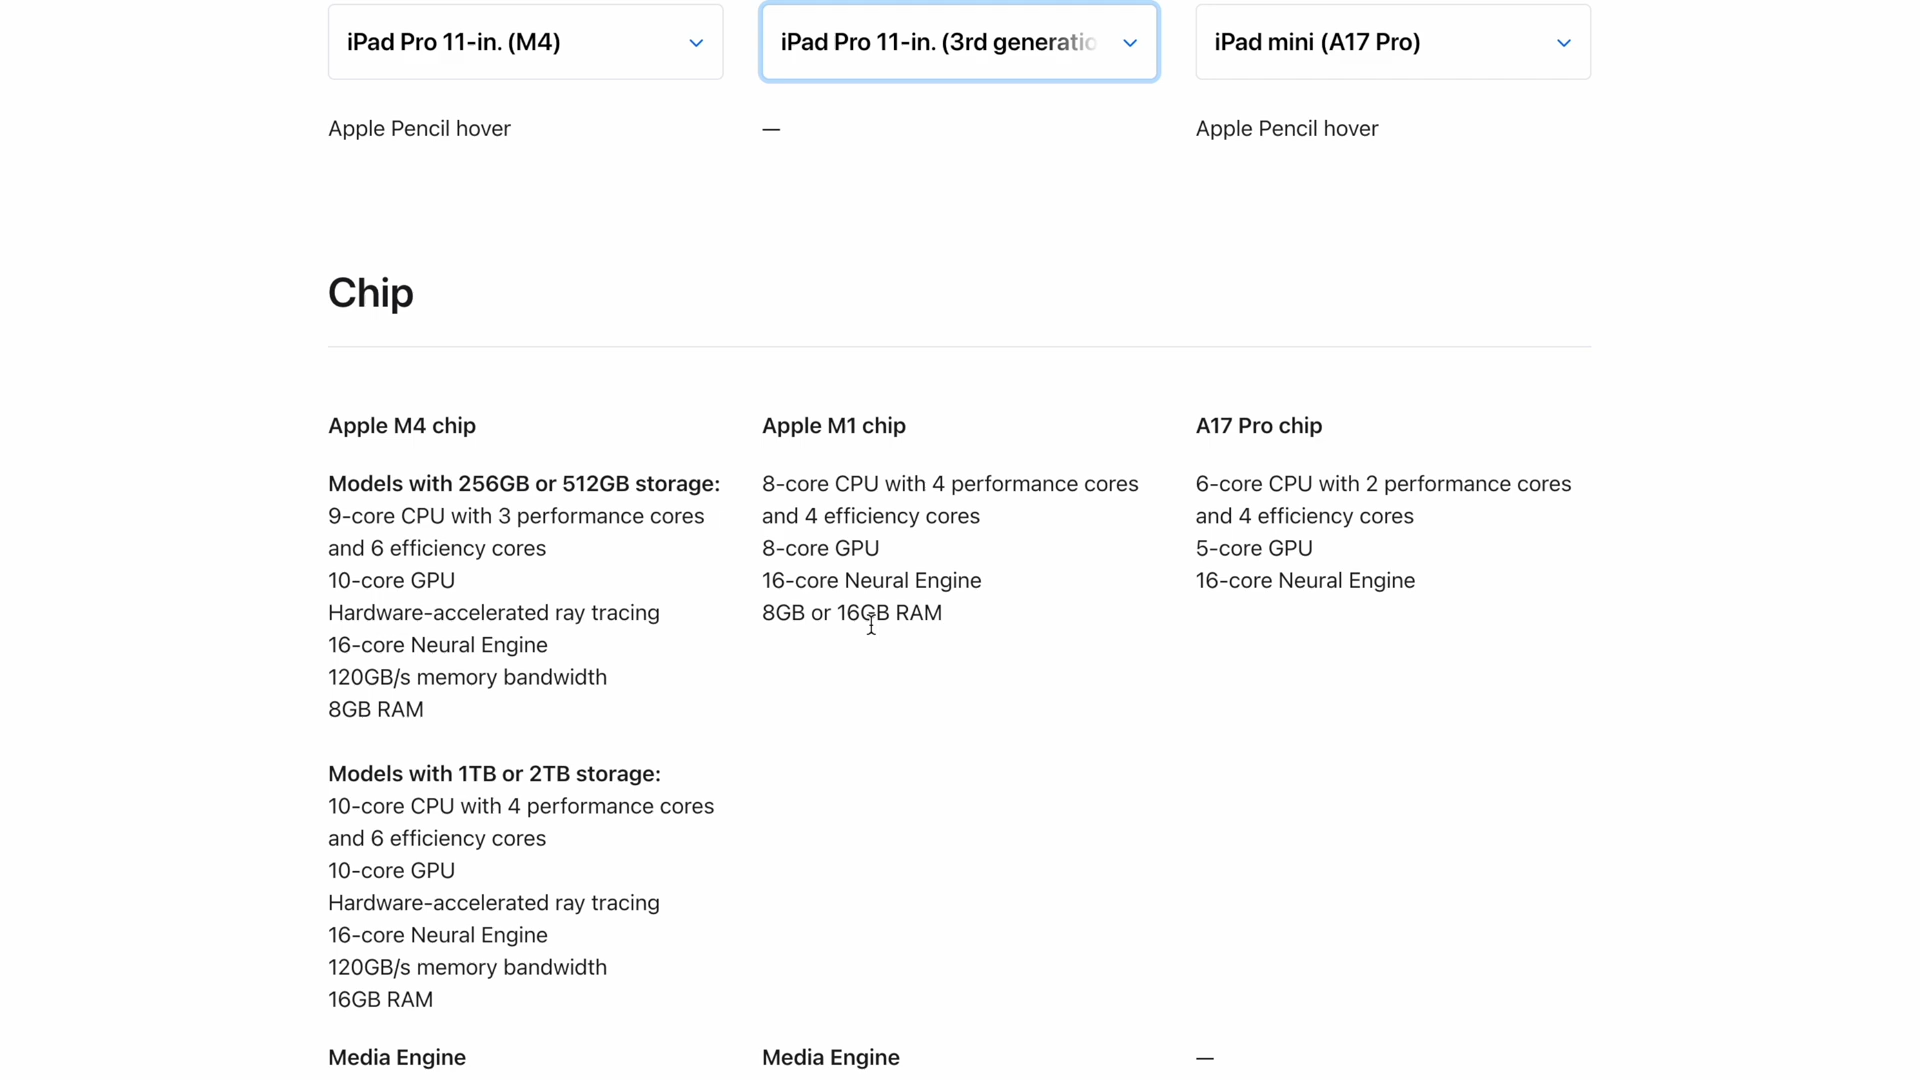 iPad Pro 11-in. (M4)
iPad Pro 11-in. (3rd generatio
iPad mini (A17 Pro)
Apple Pencil hover
—
Apple Pencil hover
Chip
Apple M4 chip
Models with 256GB or 512GB storage:
9-core CPU with 3 performance cores
and 6 efficiency cores
10-core GPU
Hardware-accelerated ray tracing
16-core Neural Engine
120GB/s memory bandwidth
8GB RAM
Models with 1TB or 2TB storage:
10-core CPU with 4 performance cores
and 6 efficiency cores
10-core GPU
Hardware-accelerated ray tracing
16-core Neural Engine
120GB/s memory bandwidth
16GB RAM
Apple M1 chip
8-core CPU with 4 performance cores
and 4 efficiency cores
8-core GPU
16-core Neural Engine
8GB or 16GB RAM
A17 Pro chip
6-core CPU with 2 performance cores
and 4 efficiency cores
5-core GPU
16-core Neural Engine
Media Engine
Media Engine
—